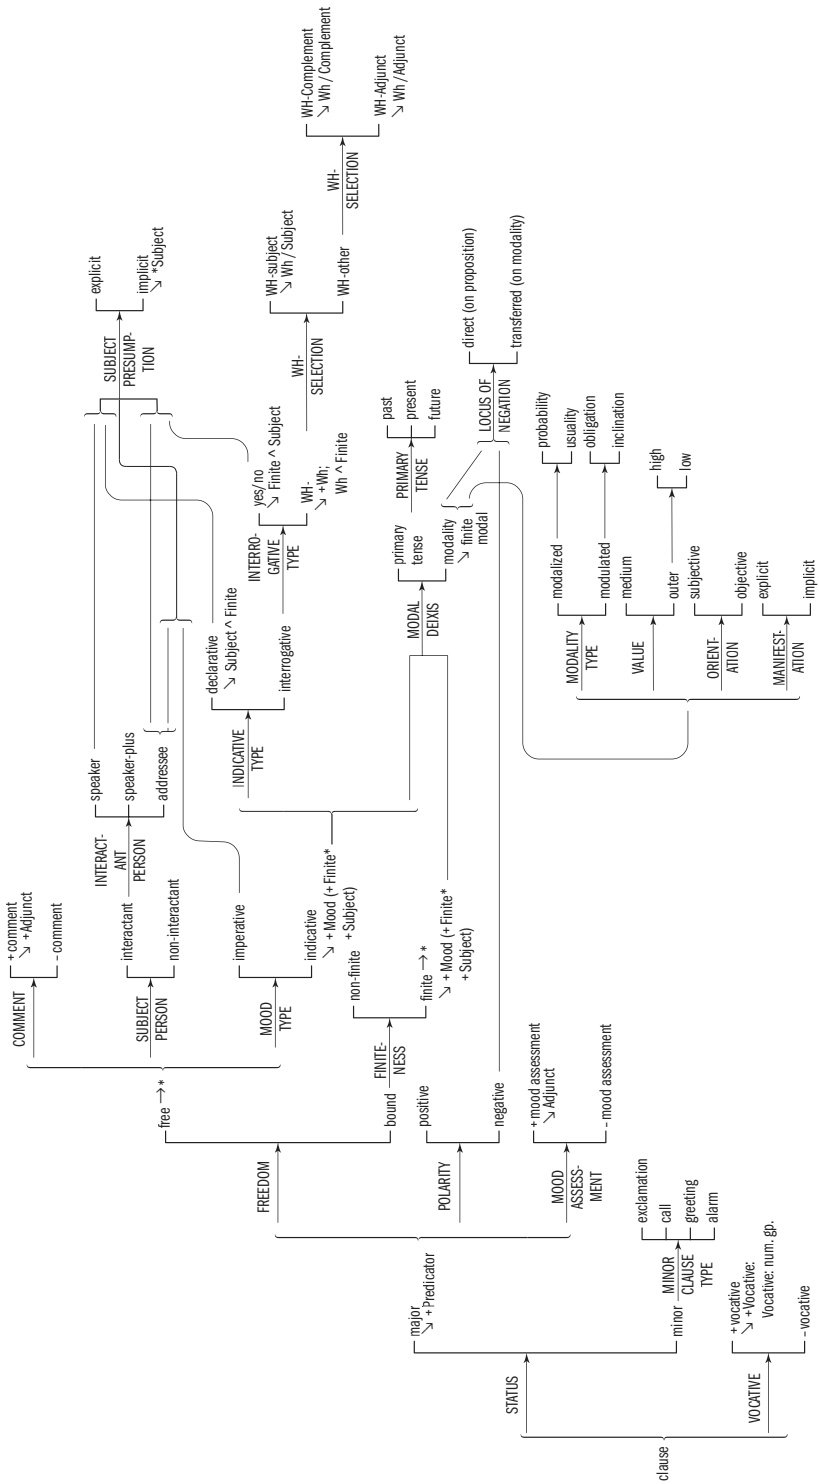 clause
STATUS
major
↘ + Predicator
minor
MINOR
CLAUSE
TYPE
exclamation
call
greeting
alarm
VOCATIVE
+ vocative
↘ + Vocative:
Vocative: num. gp.
– vocative
FREEDOM
free → *
bound
POLARITY
positive
negative
MOOD
ASSESS-
MENT
+ mood assessment
↘ Adjunct
– mood assessment
COMMENT
+ comment
↘ + Adjunct
– comment
SUBJECT
PERSON
interactant
non-interactant
INTERACT-
ANT
PERSON
speaker
speaker-plus
addressee
MOOD
TYPE
imperative
indicative
↘ + Mood (+ Finite*
+ Subject)
FINITE-
NESS
non-finite
finite → *
↘ + Mood (+ Finite*
+ Subject)
INDICATIVE
TYPE
declarative
↘ Subject ^ Finite
interrogative
INTERRO-
GATIVE
TYPE
yes/no
↘ Finite ^ Subject
WH-
↘ + Wh;
Wh ^ Finite
SUBJECT
PRESUMP-
TION
explicit
implicit
↘ *Subject
WH-
SELECTION
WH-subject
↘ Wh / Subject
WH-other
WH-
SELECTION
WH-Complement
↘ Wh / Complement
WH-Adjunct
↘ Wh / Adjunct
MODAL
DEIXIS
primary
tense
modality
↘ finite
modal
PRIMARY
TENSE
past
present
future
LOCUS OF
NEGATION
direct (on proposition)
transferred (on modality)
MODALITY
TYPE
modalized
modulated
probability
usuality
obligation
inclination
VALUE
medium
outer
high
low
ORIENT-
ATION
subjective
objective
MANIFEST-
ATION
explicit
implicit